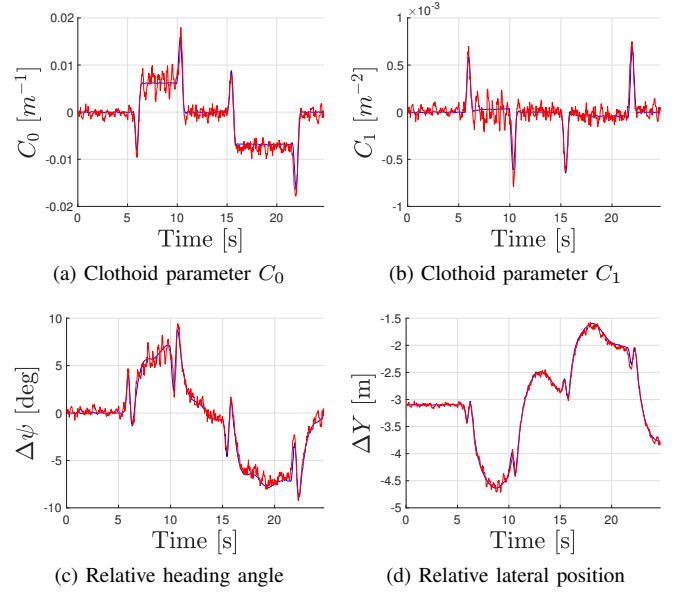 0.02
0.01
0
-0.01
-0.02
C₀ [m⁻¹]
0 5 10 15 20
Time [s]
(a) Clothoid parameter C₀
×10⁻³
1
0.5
0
-0.5
-1
C₁ [m⁻²]
0 5 10 15 20
Time [s]
(b) Clothoid parameter C₁
10
5
0
-5
-10
Δψ [deg]
0 5 10 15 20
Time [s]
(c) Relative heading angle
-1.5
-2
-2.5
-3
-3.5
-4
-4.5
-5
ΔY [m]
0 5 10 15 20
Time [s]
(d) Relative lateral position